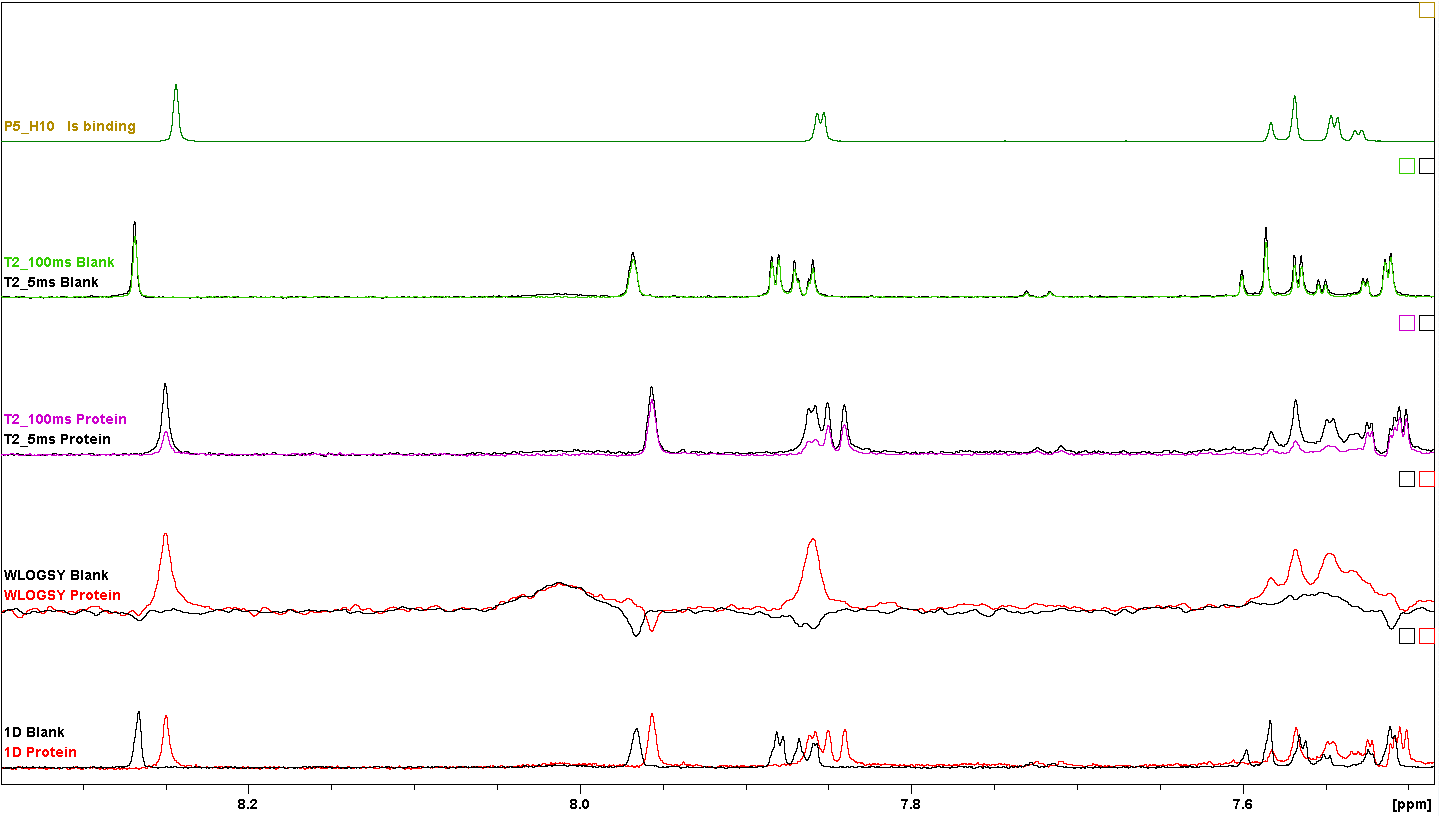 P5_H10 Is binding
T2_100ms Blank
T2_5ms Blank
T2_100ms Protein
T2_5ms Protein
WLOGSY Blank
WLOGSY Protein
1D Blank
1D Protein
8.2 8.0 7.8 7.6 [ppm]